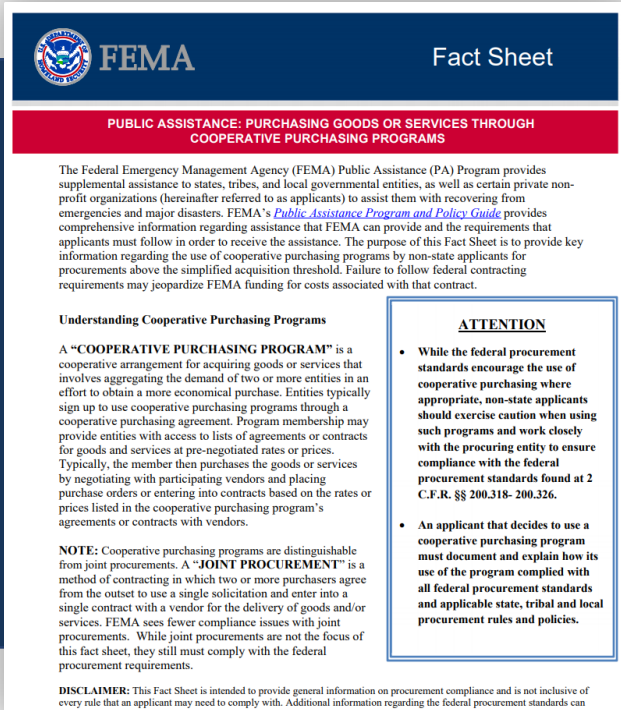 U.S. DEPARTMENT OF
HOMELAND SECURITY
FEMA
Fact Sheet
PUBLIC ASSISTANCE: PURCHASING GOODS OR SERVICES THROUGH
COOPERATIVE PURCHASING PROGRAMS
The Federal Emergency Management Agency (FEMA) Public Assistance (PA) Program provides
supplemental assistance to states, tribes, and local governmental entities, as well as certain private non-
profit organizations (hereinafter referred to as applicants) to assist them with recovering from
emergencies and major disasters. FEMA's Public Assistance Program and Policy Guide provides
comprehensive information regarding assistance that FEMA can provide and the requirements that
applicants must follow in order to receive the assistance. The purpose of this Fact Sheet is to provide key
information regarding the use of cooperative purchasing programs by non-state applicants for
procurements above the simplified acquisition threshold. Failure to follow federal contracting
requirements may jeopardize FEMA funding for costs associated with that contract.
Understanding Cooperative Purchasing Programs
A “COOPERATIVE PURCHASING PROGRAM” is a
cooperative arrangement for acquiring goods or services that
involves aggregating the demand of two or more entities in an
effort to obtain a more economical purchase. Entities typically
sign up to use cooperative purchasing programs through a
cooperative purchasing agreement. Program membership may
provide entities with access to lists of agreements or contracts
for goods and services at pre-negotiated rates or prices.
Typically, the member then purchases the goods or services
by negotiating with participating vendors and placing
purchase orders or entering into contracts based on the rates or
prices listed in the cooperative purchasing program's
agreements or contracts with vendors.
NOTE: Cooperative purchasing programs are distinguishable
from joint procurements. A “JOINT PROCUREMENT” is a
method of contracting in which two or more purchasers agree
from the outset to use a single solicitation and enter into a
single contract with a vendor for the delivery of goods and/or
services. FEMA sees fewer compliance issues with joint
procurements. While joint procurements are not the focus of
this fact sheet, they still must comply with the federal
procurement requirements.
ATTENTION
• While the federal procurement
standards encourage the use of
cooperative purchasing where
appropriate, non-state applicants
should exercise caution when using
such programs and work closely
with the procuring entity to ensure
compliance with the federal
procurement standards found at 2
C.F.R. §§ 200.318- 200.326.
• An applicant that decides to use a
cooperative purchasing program
must document and explain how its
use of the program complied with
all federal procurement standards
and applicable state, tribal and local
procurement rules and policies.
DISCLAIMER: This Fact Sheet is intended to provide general information on procurement compliance and is not inclusive of
every rule that an applicant may need to comply with. Additional information regarding the federal procurement standards can